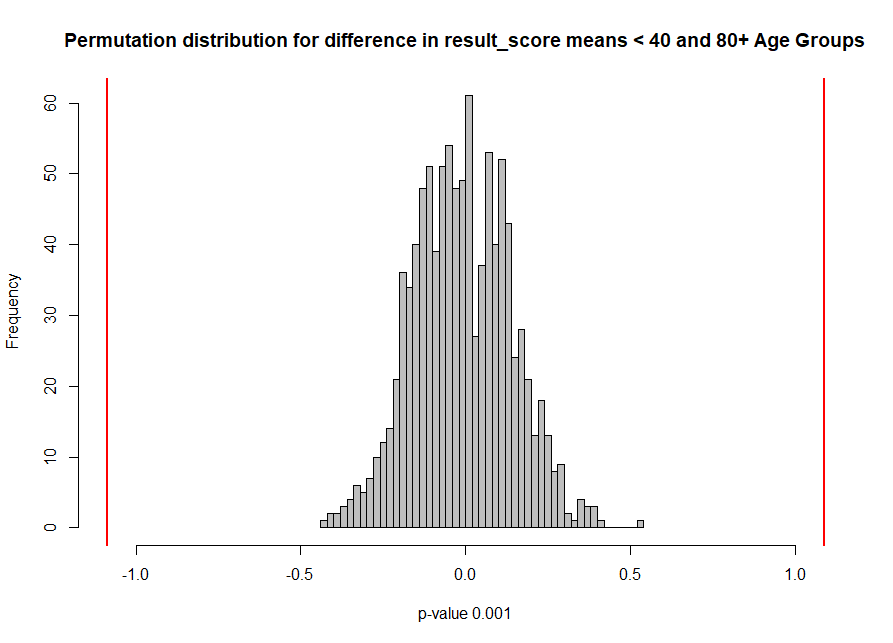 Permutation distribution for difference in result_score means < 40 and 80+ Age Groups
Frequency
60
50
40
30
20
10
0
-1.0 -0.5 0.0 0.5 1.0
p-value 0.001